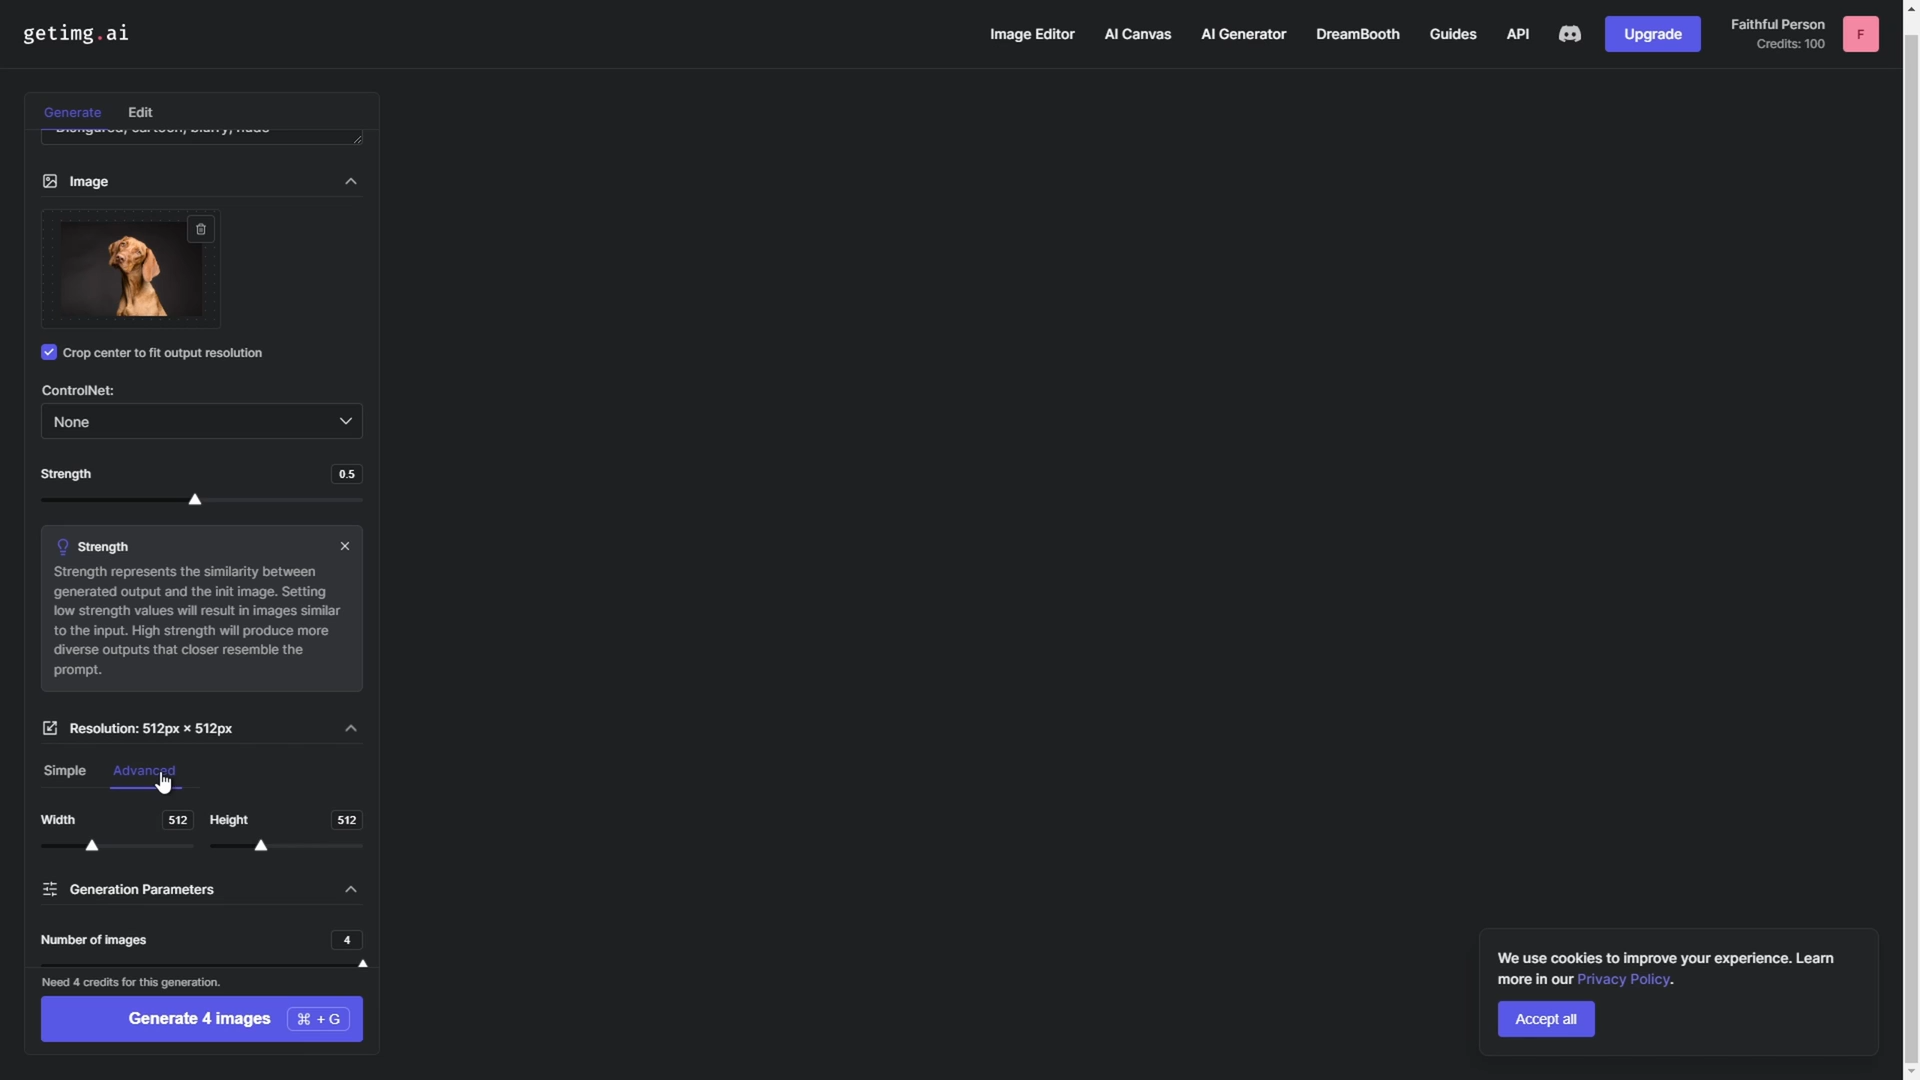 getimg.ai
Image Editor AI Canvas AI Generator DreamBooth Guides API Upgrade Faithful Person F
Credits: 100
Generate Edit
Image
Crop center to fit output resolution
ControlNet:
None
Strength 0.5
Strength
Strength represents the similarity between
generated output and the init image. Setting
low strength values will result in images similar
to the input. High strength will produce more
diverse outputs that closer resemble the
prompt.
Resolution: 512px × 512px
Simple Advanced
Width 512 Height 512
Generation Parameters
Number of images 4
Need 4 credits for this generation.
Generate 4 images ⌘ + G
We use cookies to improve your experience. Learn
more in our Privacy Policy.
Accept all